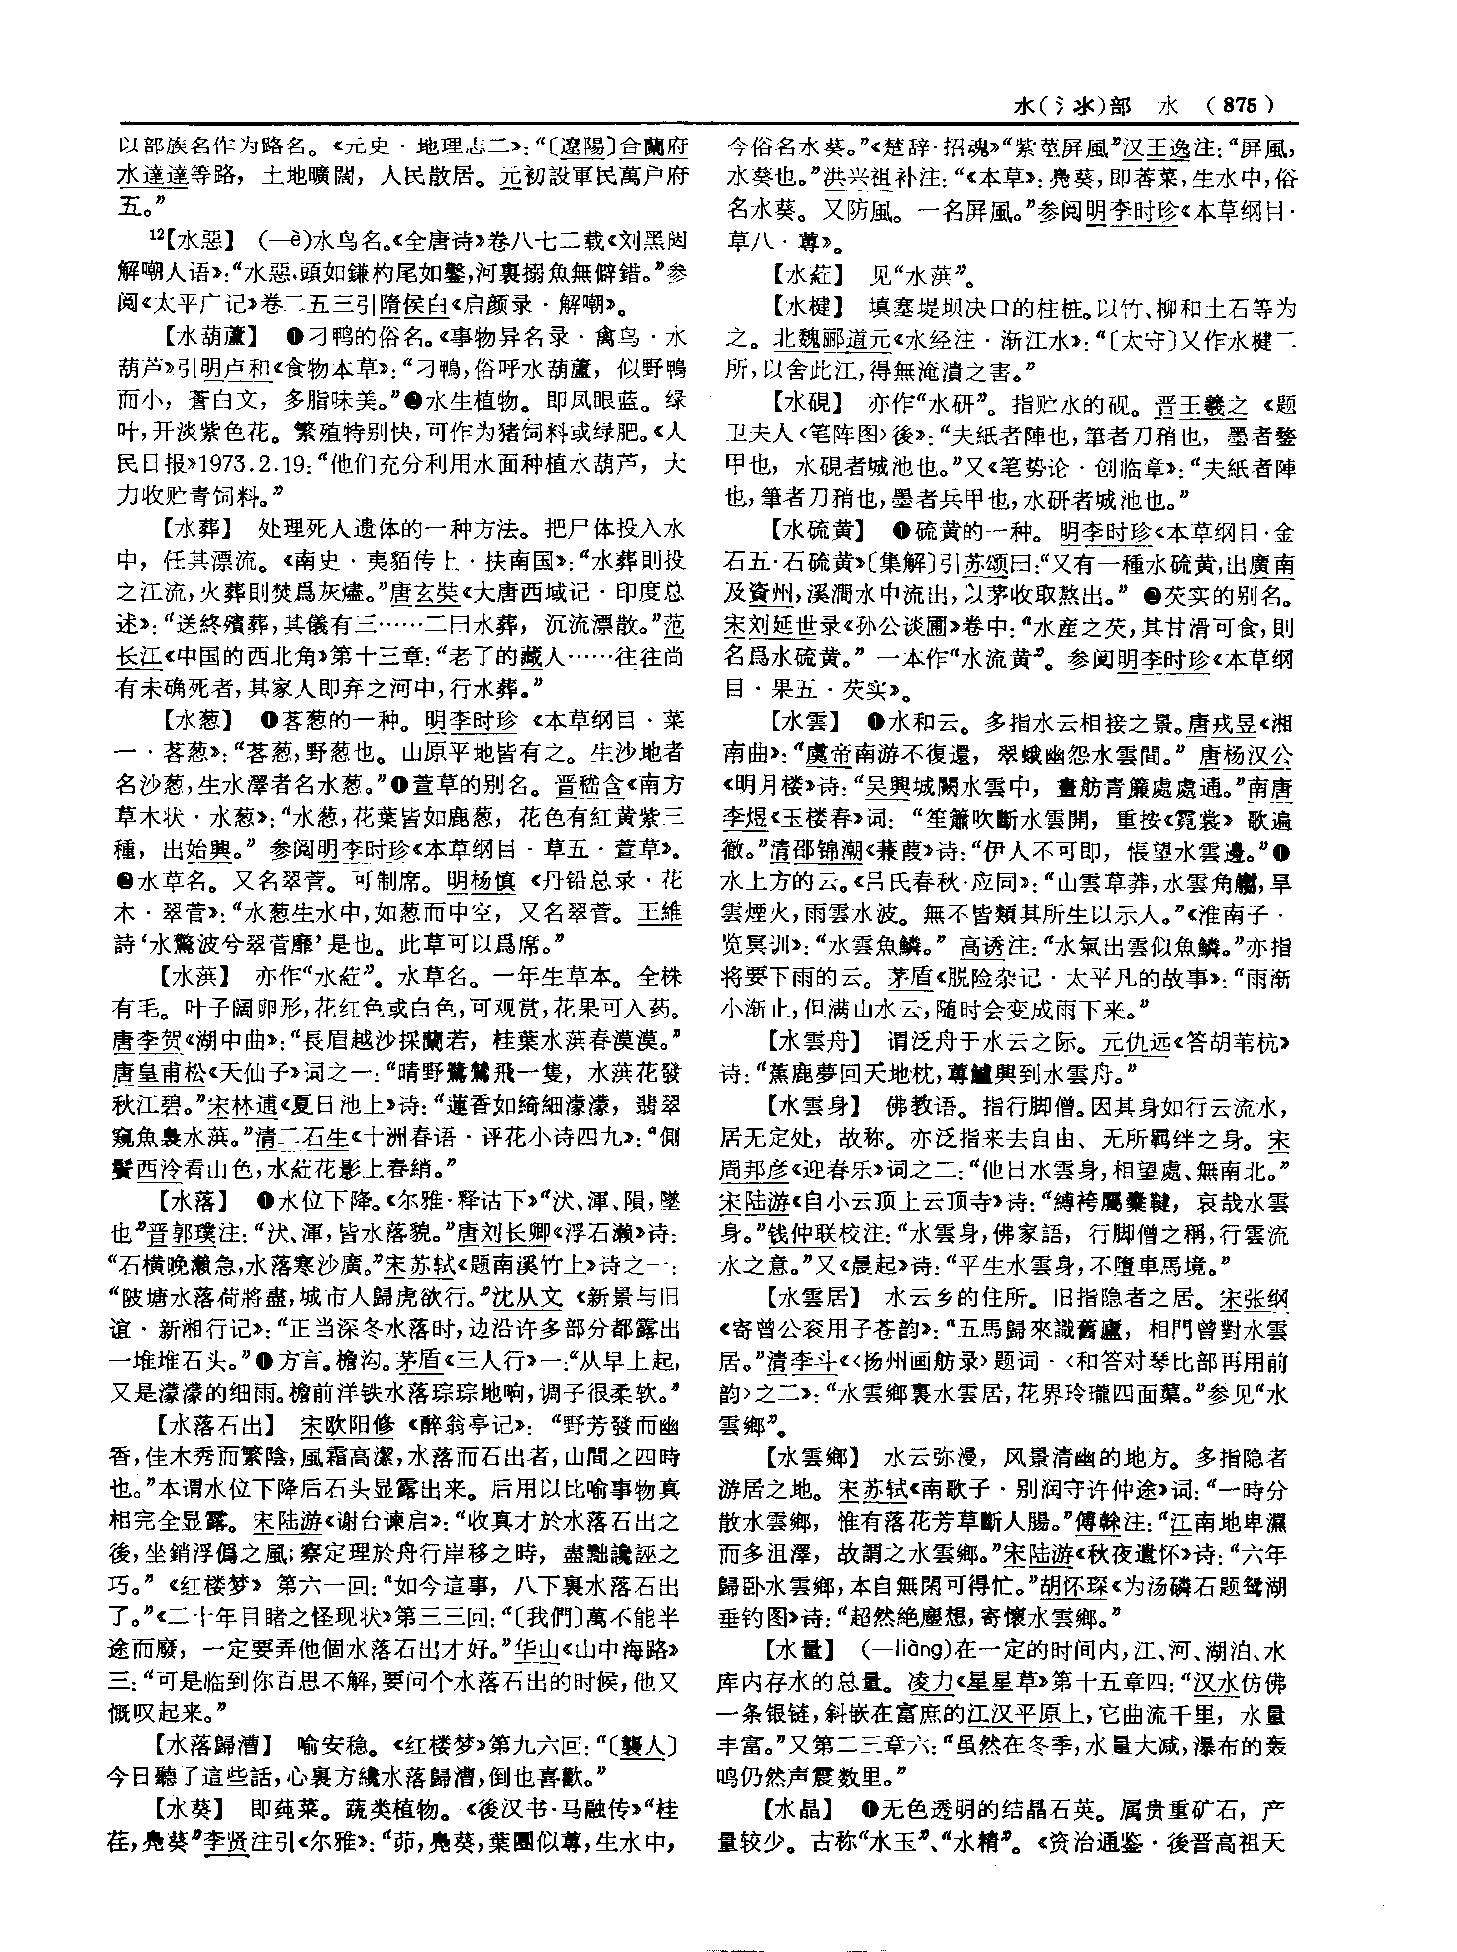 水(氵氺)部　水　(875)
以部族名作为路名。《元史·地理志二》：“〔遼陽〕合蘭府
水達達等路，土地曠闊，人民散居。元初設軍民萬户府
五。”
12【水惡】　(—è)水鸟名。《全唐诗》卷八七二载《刘黑闼
解嘲人语》：“水惡，頭如鎌杓尾如鑿，河裏搦魚無僻錯。”参
阅《太平广记》卷二五三引隋侯白《启颜录·解嘲》。
【水葫蘆】　❶刁鸭的俗名。《事物异名录·禽鸟·水
葫芦》引明卢和《食物本草》：“刁鴨，俗呼水葫蘆，似野鴨
而小，蒼白文，多脂味美。”❷水生植物。即凤眼蓝。绿
叶，开淡紫色花。繁殖特别快，可作为猪饲料或绿肥。《人
民日报》1973.2.19：“他们充分利用水面种植水葫芦，大
力收贮青饲料。”
【水葬】　处理死人遗体的一种方法。把尸体投入水
中，任其漂流。《南史·夷貊传上·扶南国》：“水葬則投
之江流，火葬則焚爲灰燼。”唐玄奘《大唐西域记·印度总
述》：“送終殯葬，其儀有三……二曰水葬，沉流漂散。”范
长江《中国的西北角》第十三章：“老了的藏人……往往尚
有未确死者，其家人即弃之河中，行水葬。”
【水葱】　❶茖葱的一种。明李时珍《本草纲目·菜
一·茖葱》：“茖葱，野葱也。山原平地皆有之。生沙地者
名沙葱，生水澤者名水葱。”❶萱草的别名。晋嵇含《南方
草木状·水葱》：“水葱，花葉皆如鹿葱，花色有紅黄紫三
種，出始興。”参阅明李时珍《本草纲目·草五·萱草》。
❷水草名。又名翠菅。可制席。明杨慎《丹铅总录·花
木·翠菅》：“水葱生水中，如葱而中空，又名翠菅。王維
詩‘水驚波兮翠菅靡’是也。此草可以爲席。”
【水葓】　亦作“水葒”。水草名。一年生草本。全株
有毛。叶子阔卵形，花红色或白色，可观赏，花果可入药。
唐李贺《湖中曲》：“長眉越沙採蘭若，桂葉水葓春漠漠。”
唐皇甫松《天仙子》词之一：“晴野鷺鷥飛一隻，水葓花發
秋江碧。”宋林逋《夏日池上》诗：“蓮香如綺細濛濛，翡翠
窺魚裊水葓。”清二石生《十洲春语·评花小诗四九》：“側
鬢西泠看山色，水葒花影上春綃。”
【水落】　❶水位下降。《尔雅·释诂下》“汱、渾、隕，墜
也”晋郭璞注：“汱、渾，皆水落貌。”唐刘长卿《浮石濑》诗：
“石横晚瀨急，水落寒沙廣。”宋苏轼《题南溪竹上》诗之一：
“陂塘水落荷將盡，城市人歸虎欲行。”沈从文《新景与旧
谊·新湘行记》：“正当深冬水落时，边沿许多部分都露出
一堆堆石头。”❶方言。檐沟。茅盾《三人行》一：“从早上起，
又是濛濛的细雨。檐前洋铁水落琮琮地响，调子很柔软。”
【水落石出】　宋欧阳修《醉翁亭记》：“野芳發而幽
香，佳木秀而繁陰，風霜高潔，水落而石出者，山間之四時
也。”本谓水位下降后石头显露出来。后用以比喻事物真
相完全显露。宋陆游《谢台谏启》：“收真才於水落石出之
後，坐銷浮僞之風；察定理於舟行岸移之時，盡黜讒誣之
巧。”《红楼梦》第六一回：“如今這事，八下裏水落石出
了。”《二十年目睹之怪现状》第三三回：“〔我們〕萬不能半
途而廢，一定要弄他個水落石出才好。”华山《山中海路》
三：“可是临到你百思不解，要问个水落石出的时候，他又
慨叹起来。”
【水落歸漕】　喻安稳。《红楼梦》第九六回：“〔襲人〕
今日聽了這些話，心裏方纔水落歸漕，倒也喜歡。”
【水葵】　即莼菜。蔬类植物。《後汉书·马融传》“桂
荏，鳧葵”李贤注引《尔雅》：“茆，鳧葵，葉團似蓴，生水中，
今俗名水葵。”《楚辞·招魂》“紫莖屏風”汉王逸注：“屏風，
水葵也。”洪兴祖补注：“《本草》：鳧葵，即莕菜，生水中，俗
名水葵。又防風。一名屏風。”参阅明李时珍《本草纲目·
草八·蓴》。
【水葒】　见“水葓”。
【水楗】　填塞堤坝决口的柱桩。以竹、柳和土石等为
之。北魏郦道元《水经注·渐江水》：“〔太守〕又作水楗二
所，以舍此江，得無淹潰之害。”
【水硯】　亦作“水研”。指贮水的砚。晋王羲之《题
卫夫人〈笔阵图〉後》：“夫紙者陣也，筆者刀矟也，墨者鍪
甲也，水硯者城池也。”又《笔势论·创临章》：“夫紙者陣
也，筆者刀矟也，墨者兵甲也，水研者城池也。”
【水硫黄】　❶硫黄的一种。明李时珍《本草纲目·金
石五·石硫黄》〔集解〕引苏颂曰：“又有一種水硫黄，出廣南
及資州，溪澗水中流出，以茅收取熬出。”❷芡实的别名。
宋刘延世录《孙公谈圃》卷中：“水産之芡，其甘滑可食，則
名爲水硫黄。”一本作“水流黄”。参阅明李时珍《本草纲
目·果五·芡实》。
【水雲】　❶水和云。多指水云相接之景。唐戎昱《湘
南曲》：“虞帝南游不復還，翠蛾幽怨水雲間。”唐杨汉公
《明月楼》诗：“吴興城闕水雲中，畫舫青簾處處通。”南唐
李煜《玉楼春》词：“笙簫吹斷水雲開，重按《霓裳》歌遍
徹。”清邵锦潮《蒹葭》诗：“伊人不可即，悵望水雲邊。”❶
水上方的云。《吕氏春秋·应同》：“山雲草莽，水雲角觻，旱
雲煙火，雨雲水波。無不皆類其所生以示人。”《淮南子·
览冥训》：“水雲魚鱗。”高诱注：“水氣出雲似魚鱗。”亦指
将要下雨的云。茅盾《脱险杂记·太平凡的故事》：“雨渐
小渐止，但满山水云，随时会变成雨下来。”
【水雲舟】　谓泛舟于水云之际。元仇远《答胡苇杭》
诗：“蕉鹿夢回天地枕，蓴鱸興到水雲舟。”
【水雲身】　佛教语。指行脚僧。因其身如行云流水，
居无定处，故称。亦泛指来去自由、无所羁绊之身。宋
周邦彦《迎春乐》词之二：“他日水雲身，相望處、無南北。”
宋陆游《自小云顶上云顶寺》诗：“縛袴屬櫜鞬，哀哉水雲
身。”钱仲联校注：“水雲身，佛家語，行脚僧之稱，行雲流
水之意。”又《晨起》诗：“平生水雲身，不墮車馬境。”
【水雲居】　水云乡的住所。旧指隐者之居。宋张纲
《寄曾公衮用子苍韵》：“五馬歸來識舊廬，相門曾對水雲
居。”清李斗《〈扬州画舫录〉题词·〈和答对琴比部再用前
韵〉之二》：“水雲鄉裏水雲居，花界玲瓏四面蕖。”参见“水
雲鄉”。
【水雲鄉】　水云弥漫，风景清幽的地方。多指隐者
游居之地。宋苏轼《南歌子·别润守许仲途》词：“一時分
散水雲鄉，惟有落花芳草斷人腸。”傅榦注：“江南地卑濕
而多沮澤，故謂之水雲鄉。”宋陆游《秋夜遣怀》诗：“六年
歸卧水雲鄉，本自無閑可得忙。”胡怀琛《为汤磷石题鸳湖
垂钓图》诗：“超然絶塵想，寄懷水雲鄉。”
【水量】　(—liàng)在一定的时间内，江、河、湖泊、水
库内存水的总量。凌力《星星草》第十五章四：“汉水仿佛
一条银链，斜嵌在富庶的江汉平原上，它曲流千里，水量
丰富。”又第二三章六：“虽然在冬季，水量大减，瀑布的轰
鸣仍然声震数里。”
【水晶】　❶无色透明的结晶石英。属贵重矿石，产
量较少。古称“水玉”、“水精”。《资治通鉴·後晋高祖天